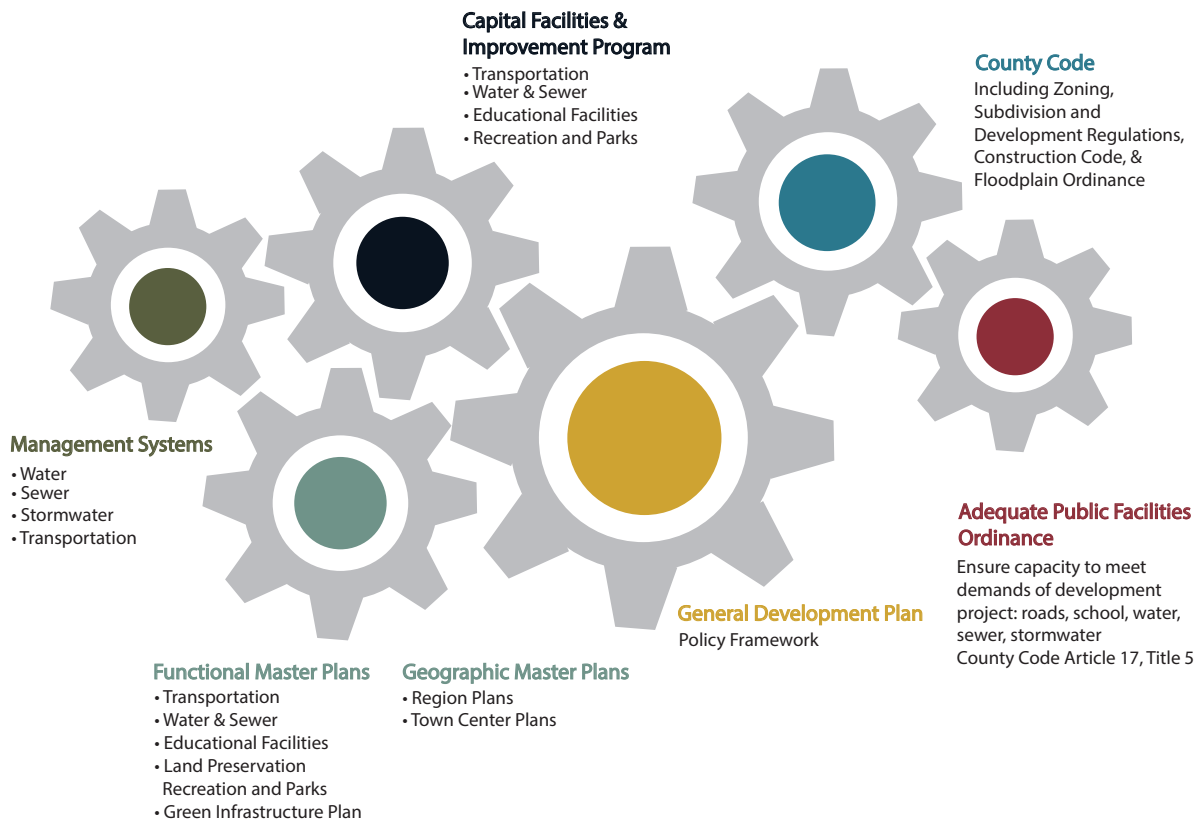 Capital Facilities &
Improvement Program
• Transportation
• Water & Sewer
• Educational Facilities
• Recreation and Parks
County Code
Including Zoning,
Subdivision and
Development Regulations,
Construction Code, &
Floodplain Ordinance
Management Systems
• Water
• Sewer
• Stormwater
• Transportation
Adequate Public Facilities
Ordinance
Ensure capacity to meet
demands of development
project: roads, school, water,
sewer, stormwater
County Code Article 17, Title 5
General Development Plan
Policy Framework
Functional Master Plans
• Transportation
• Water & Sewer
• Educational Facilities
• Land Preservation
Recreation and Parks
• Green Infrastructure Plan
Geographic Master Plans
• Region Plans
• Town Center Plans